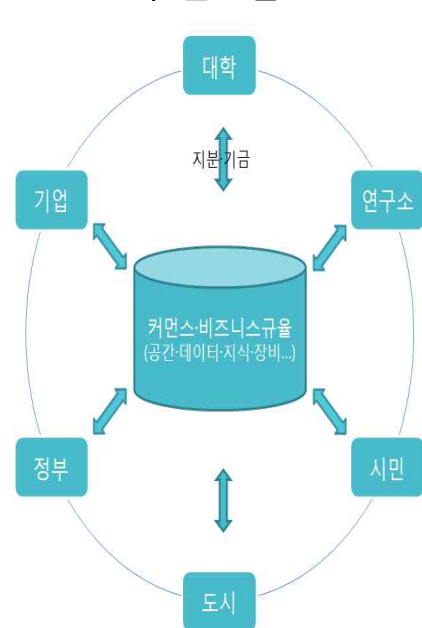 대학
지분·기금
기업
연구소
커먼스·비즈니스규율
(공간·데이터·지식·장비...)
정부
시민
도시